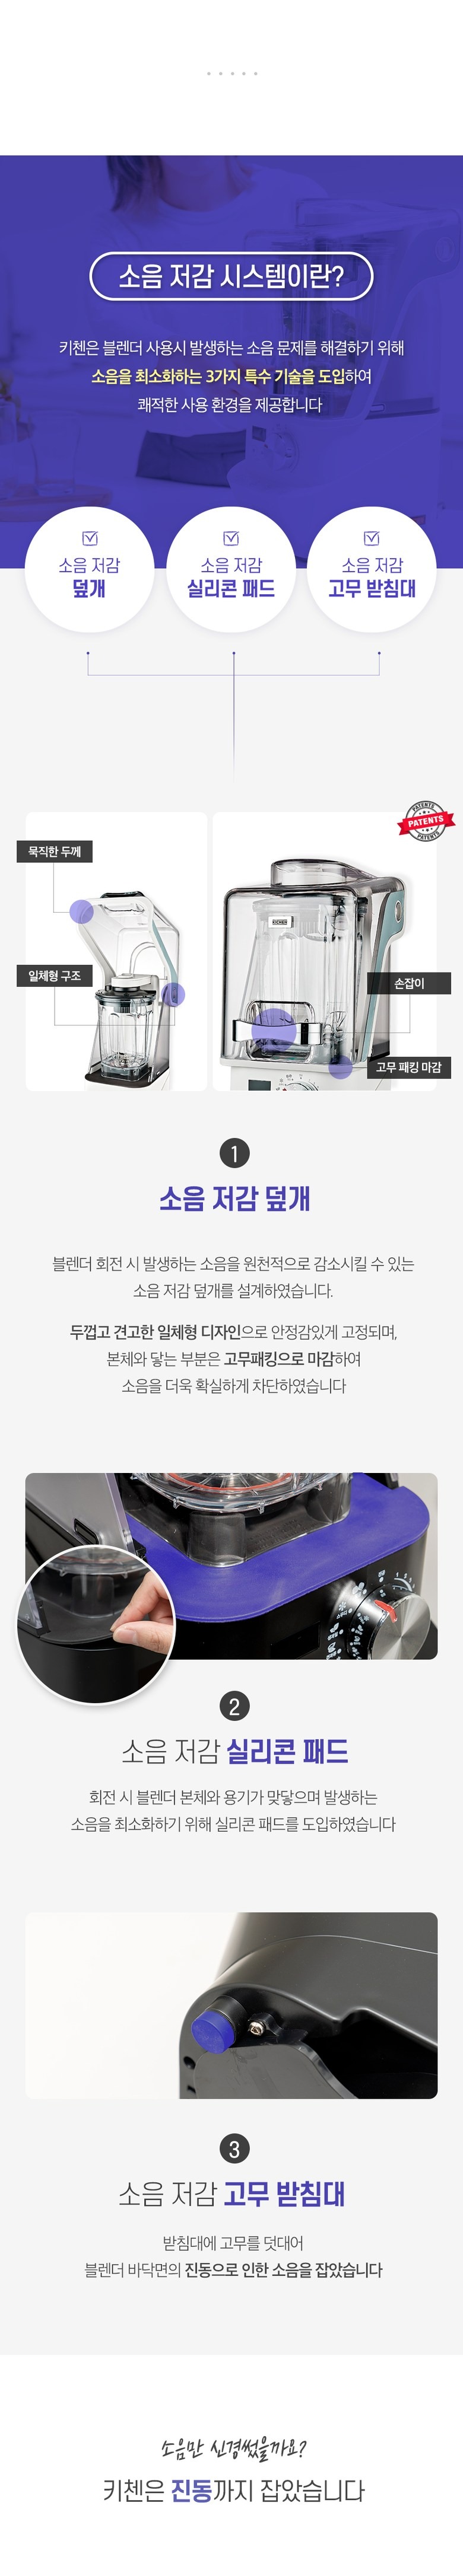 소음 저감 시스템이란?
키첸은 블렌더 사용시 발생하는 소음 문제를 해결하기 위해
소음을 최소화하는 3가지 특수 기술을 도입하여
쾌적한 사용 환경을 제공합니다
소음 저감
덮개
소음 저감
실리콘 패드
소음 저감
고무 받침대
PATENTS
PATENTS
PATENTS
묵직한 두께
일체형 구조
KICHEN
손잡이
고무 패킹 마감
1
소음 저감 덮개
블렌더 회전 시 발생하는 소음을 원천적으로 감소시킬 수 있는
소음 저감 덮개를 설계하였습니다.
두껍고 견고한 일체형 디자인으로 안정감있게 고정되며,
본체와 닿는 부분은 고무패킹으로 마감하여
소음을 더욱 확실하게 차단하였습니다
2
소음 저감 실리콘 패드
회전 시 블렌더 본체와 용기가 맞닿으며 발생하는
소음을 최소화하기 위해 실리콘 패드를 도입하였습니다
3
소음 저감 고무 받침대
받침대에 고무를 덧대어
블렌더 바닥면의 진동으로 인한 소음을 잡았습니다
소음만 신경썼을까요?
키첸은 진동까지 잡았습니다